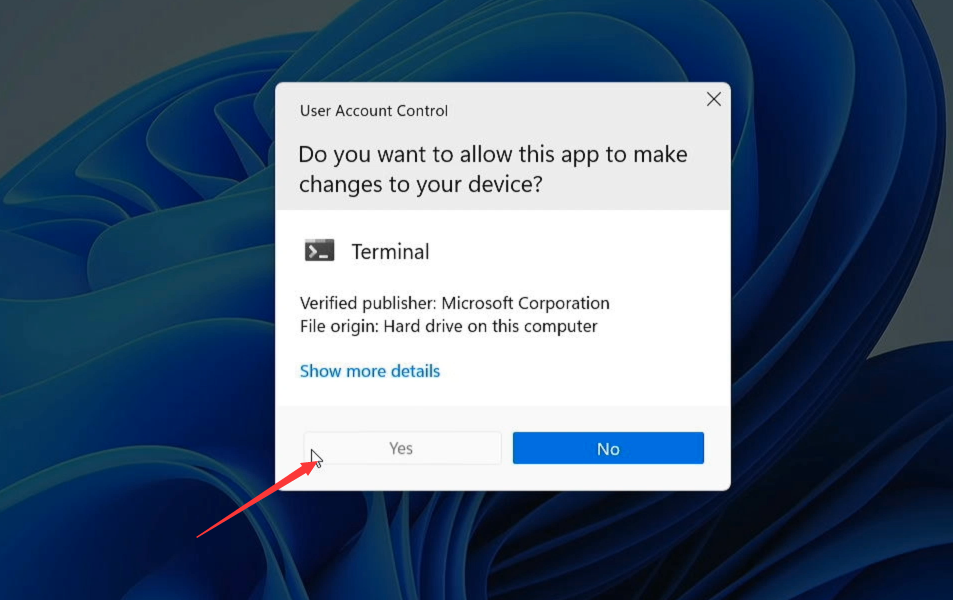 User Account Control
Do you want to allow this app to make
changes to your device?
Terminal
Verified publisher: Microsoft Corporation
File origin: Hard drive on this computer
Show more details
Yes
No